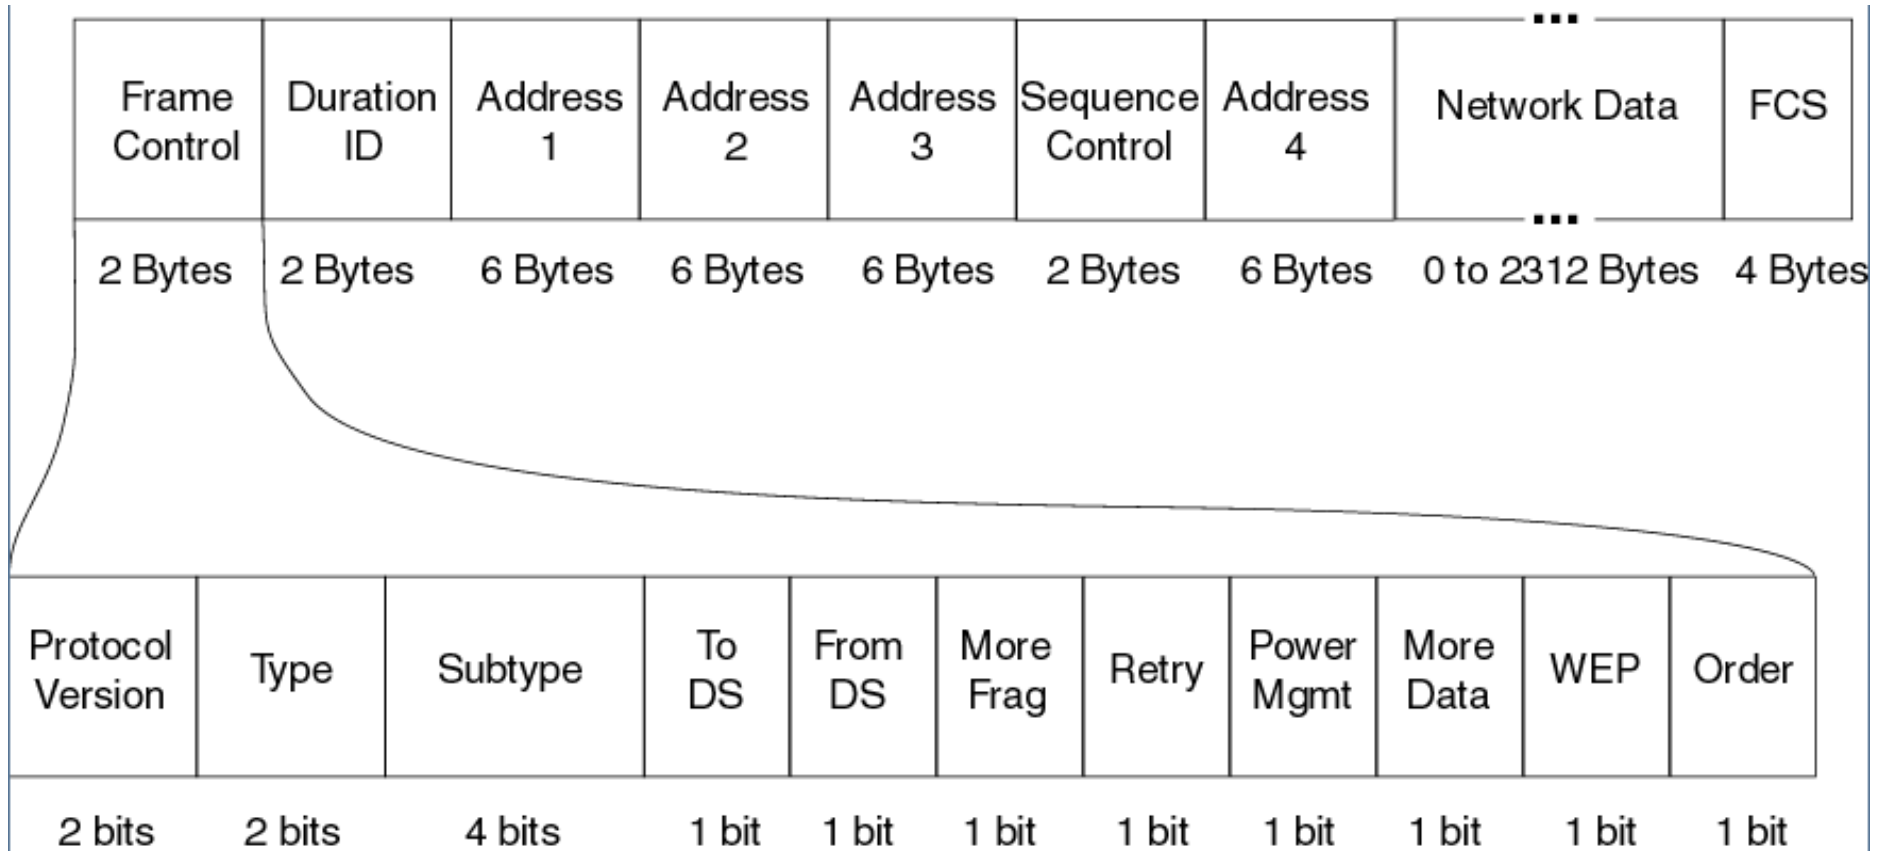 Frame Control
Duration ID
Address 1
Address 2
Address 3
Sequence Control
Address 4
Network Data
FCS
2 Bytes
2 Bytes
6 Bytes
6 Bytes
6 Bytes
2 Bytes
6 Bytes
0 to 2312 Bytes
4 Bytes
Protocol Version
Type
Subtype
To DS
From DS
More Frag
Retry
Power Mgmt
More Data
WEP
Order
2 bits
2 bits
4 bits
1 bit
1 bit
1 bit
1 bit
1 bit
1 bit
1 bit
1 bit